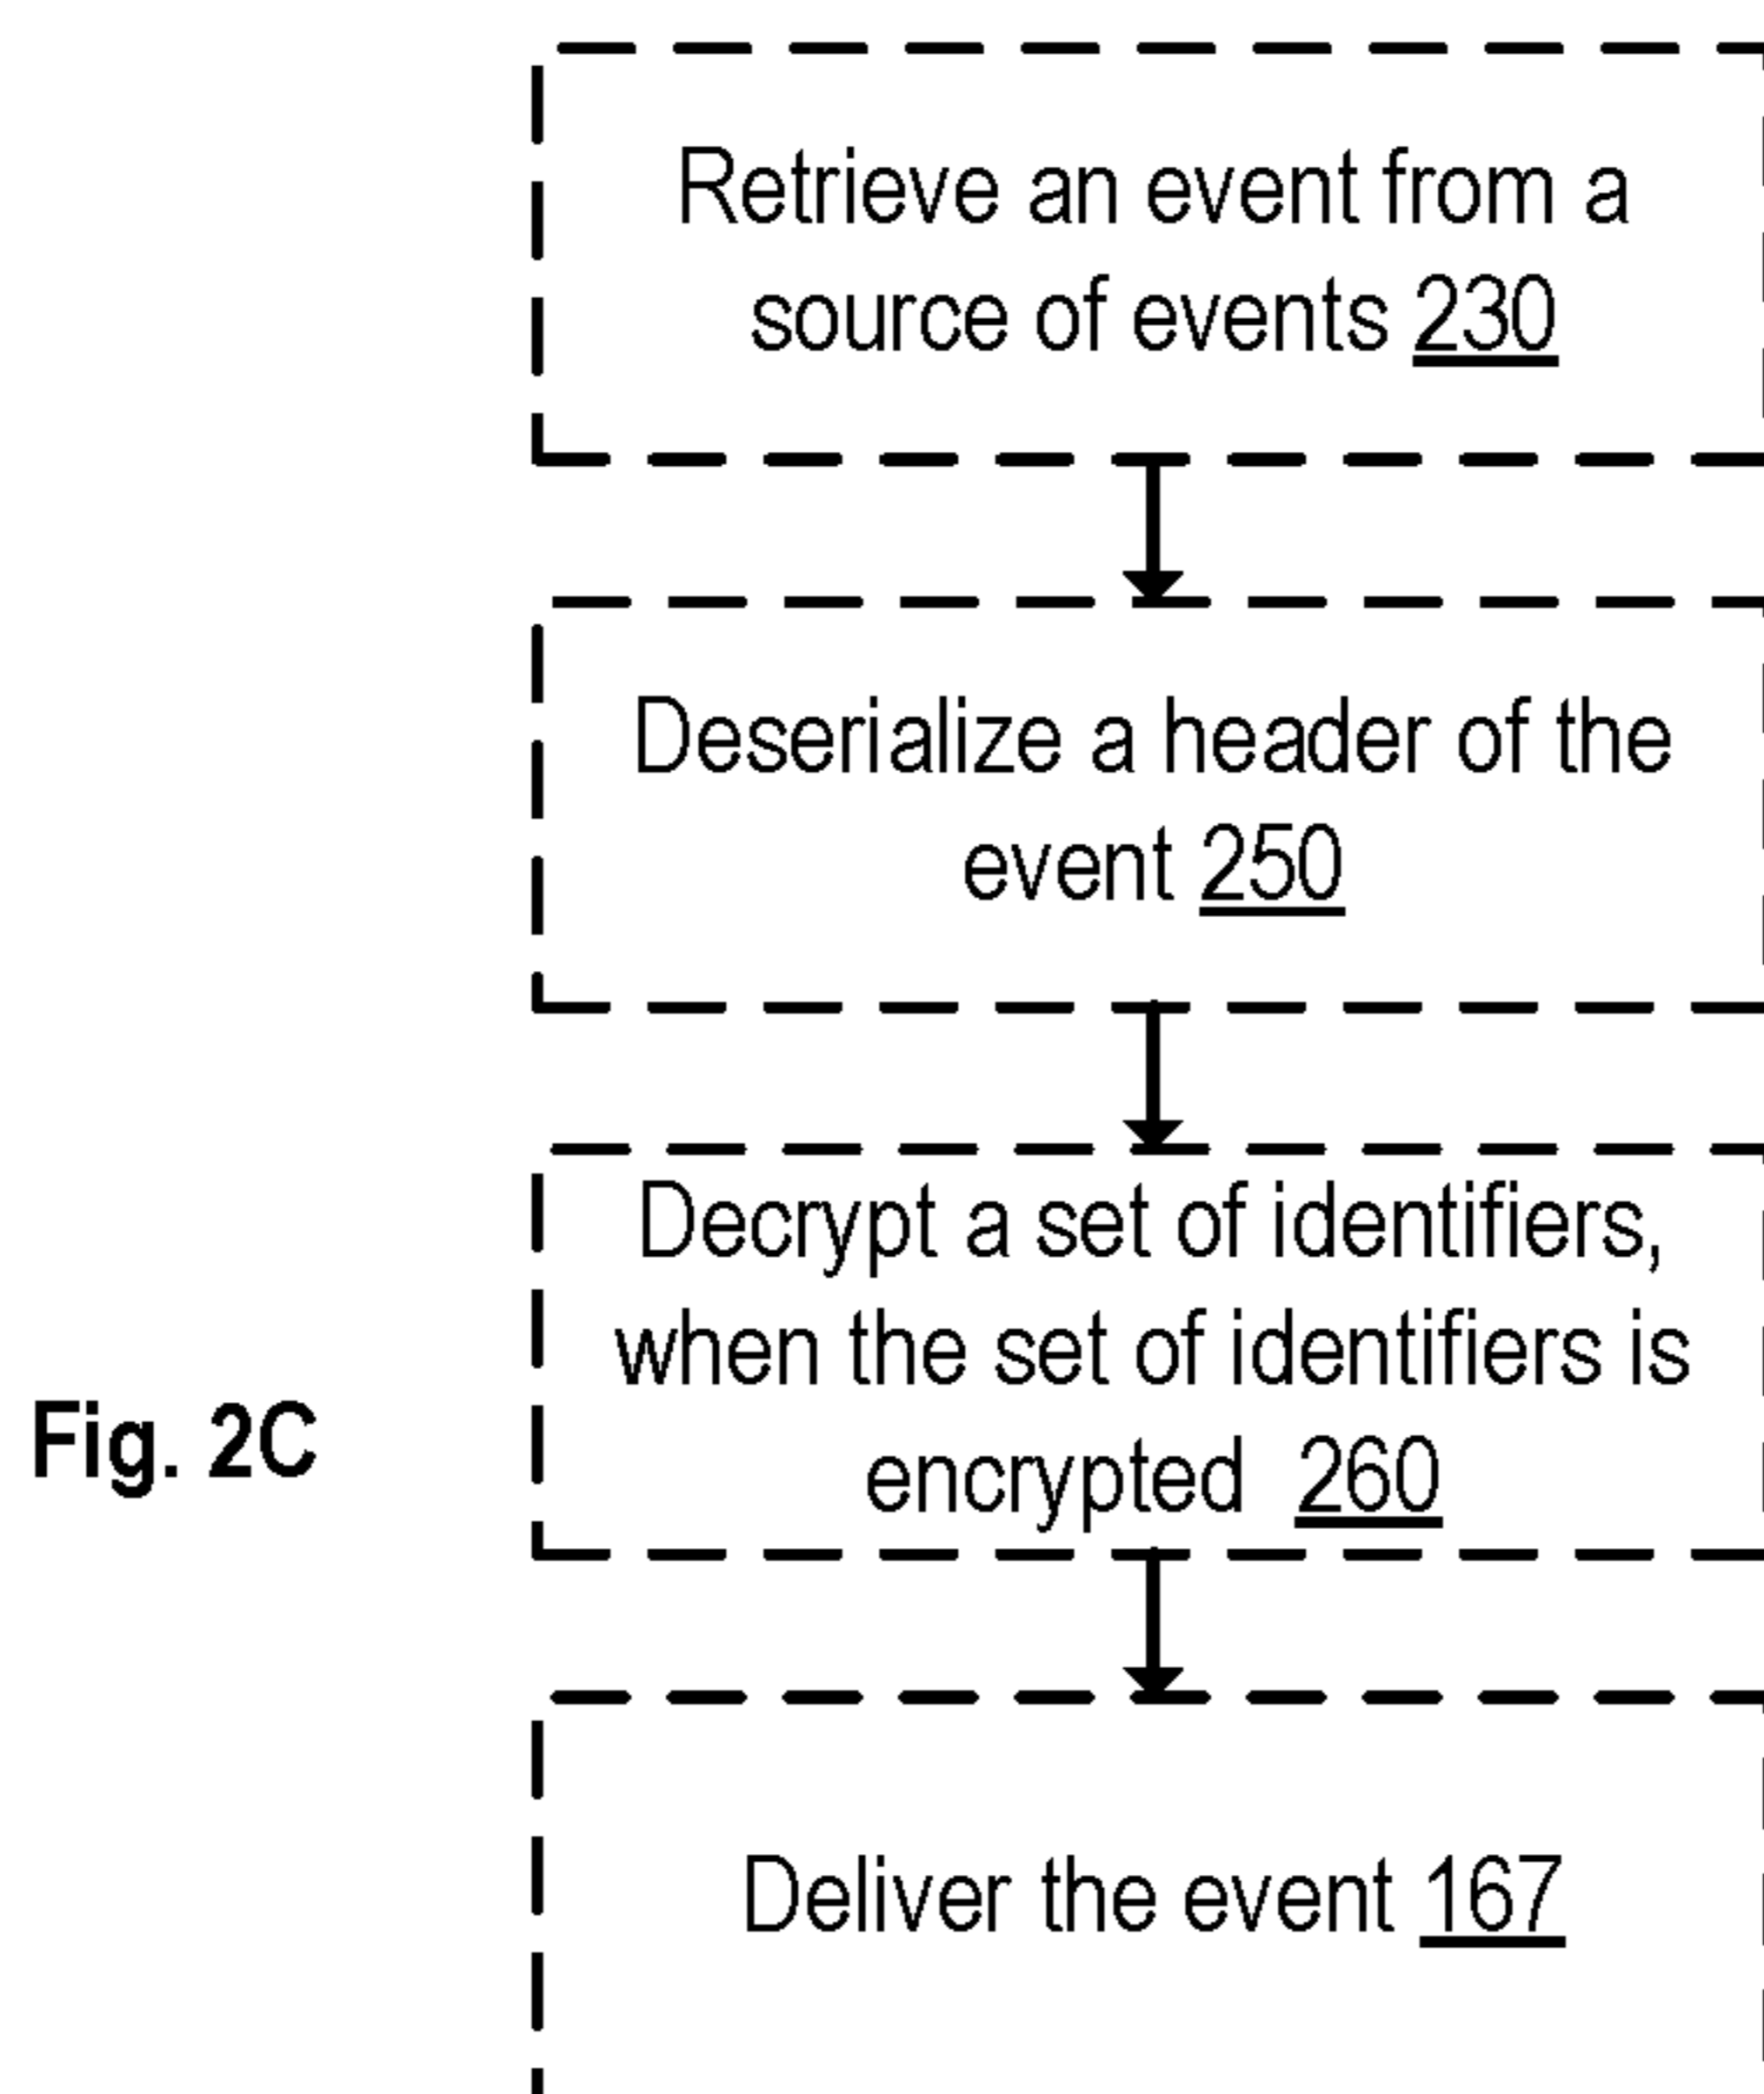 Retrieve an event from a
source of events 230
Deserialize a header of the
event 250
Decrypt a set of identifiers,
when the set of identifiers is
encrypted 260
Fig. 2C
Deliver the event 167